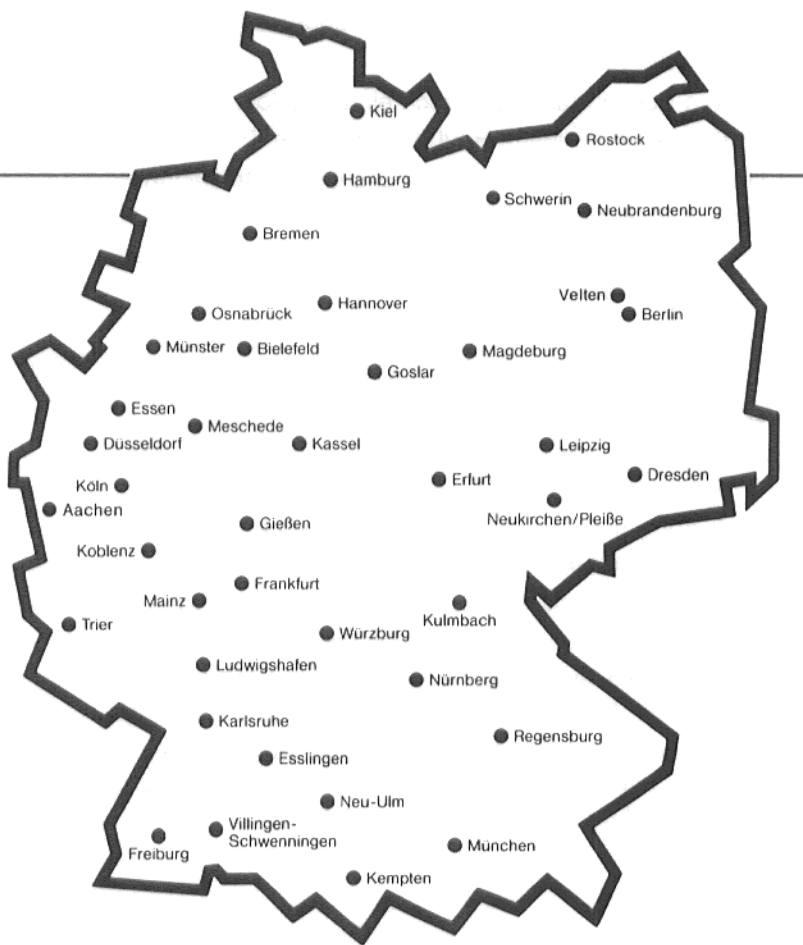 Kiel
Rostock
Hamburg
Schwerin
Neubrandenburg
Bremen
Velten
Hannover
Osnabrück
Berlin
Münster
Bielefeld
Magdeburg
Goslar
Essen
Meschede
Düsseldorf
Kassel
Leipzig
Dresden
Erfurt
Köln
Aachen
Neukirchen/Pleiße
Gießen
Koblenz
Frankfurt
Mainz
Kulmbach
Trier
Würzburg
Ludwigshafen
Nürnberg
Karlsruhe
Regensburg
Esslingen
Neu-Ulm
Villingen-
Schwenningen
München
Freiburg
Kempten